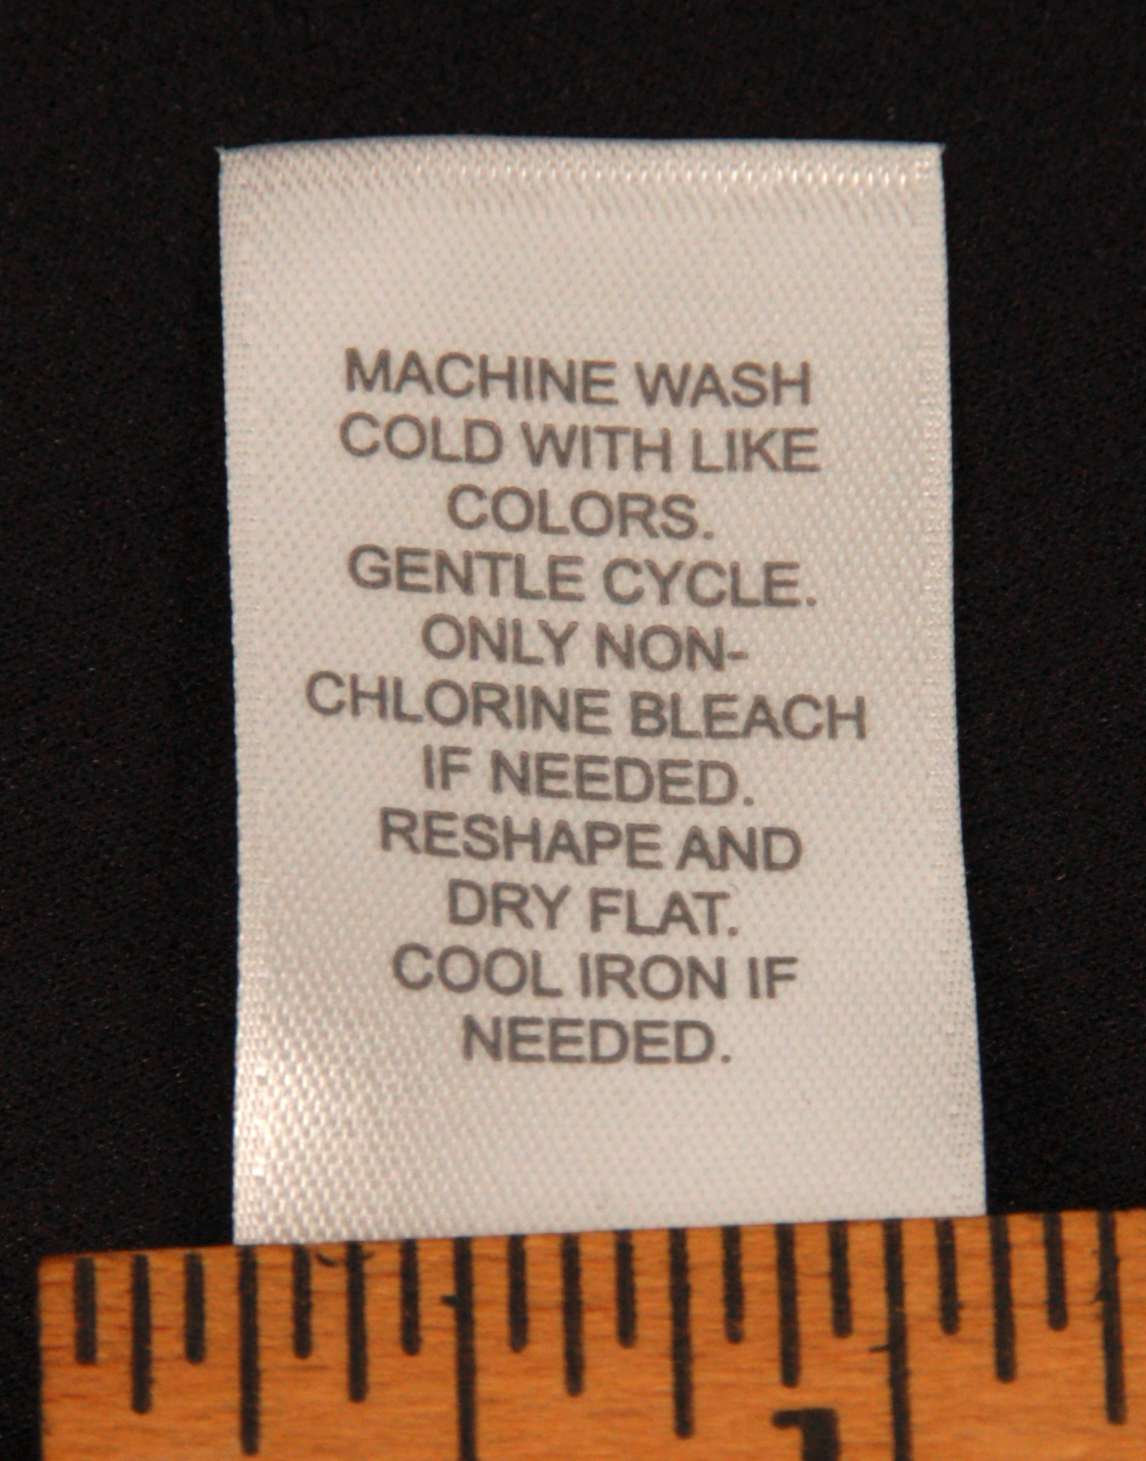 MACHINE WASH
COLD WITH LIKE
COLORS.
GENTLE CYCLE.
ONLY NON-
CHLORINE BLEACH
IF NEEDED.
RESHAPE AND
DRY FLAT.
COOL IRON IF
NEEDED.
1